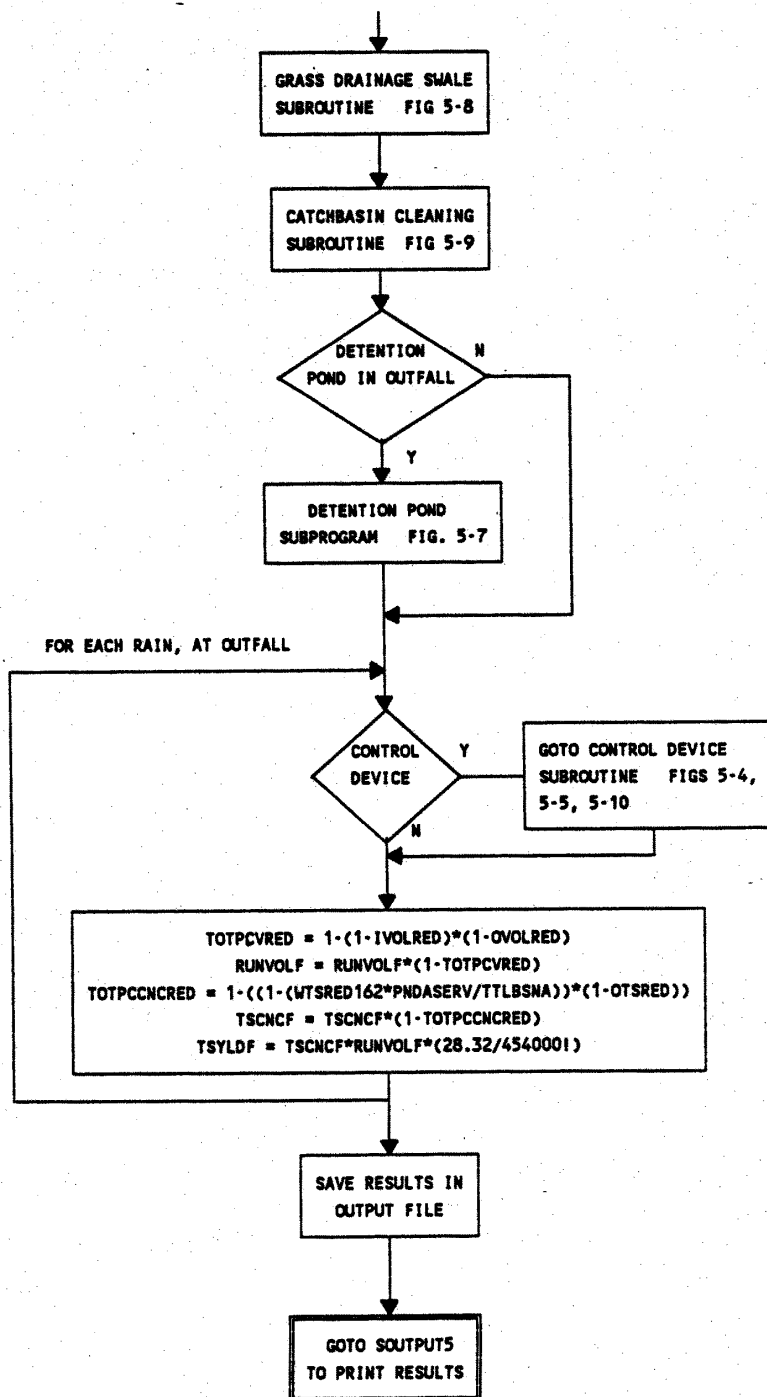 GRASS DRAINAGE SWALE
SUBROUTINE FIG 5-8
CATCHBASIN CLEANING
SUBROUTINE FIG 5-9
DETENTION
POND IN OUTFALL
N
Y
DETENTION POND
SUBPROGRAM FIG. 5-7
FOR EACH RAIN, AT OUTFALL
CONTROL
DEVICE
Y
GOTO CONTROL DEVICE
SUBROUTINE FIGS 5-4,
5-5, 5-10
N
TOTPCVRED = 1-(1-IVOLRED)*(1-OVOLRED)
RUNVOLF = RUNVOLF*(1-TOTPCVRED)
TOTPCCNCRED = 1-((1-(WTSRED162*PNDASERV/TTLBSNA))*(1-OTSRED))
TSCNCF = TSCNCF*(1-TOTPCCNCRED)
TSYLDF = TSCNCF*RUNVOLF*(28.32/454000!)
SAVE RESULTS IN
OUTPUT FILE
GOTO SOUTPUT5
TO PRINT RESULTS